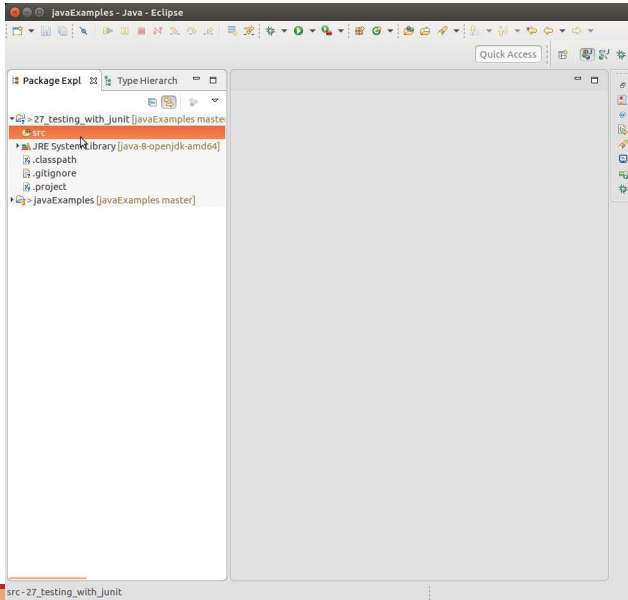 javaExamples - Java - Eclipse
Quick Access
Package Expl
Type Hierarch
> 27_testing_with_junit [javaExamples master
src
JRE System Library [java-8-openjdk-amd64]
.classpath
.gitignore
.project
> javaExamples [javaExamples master]
src - 27_testing_with_junit